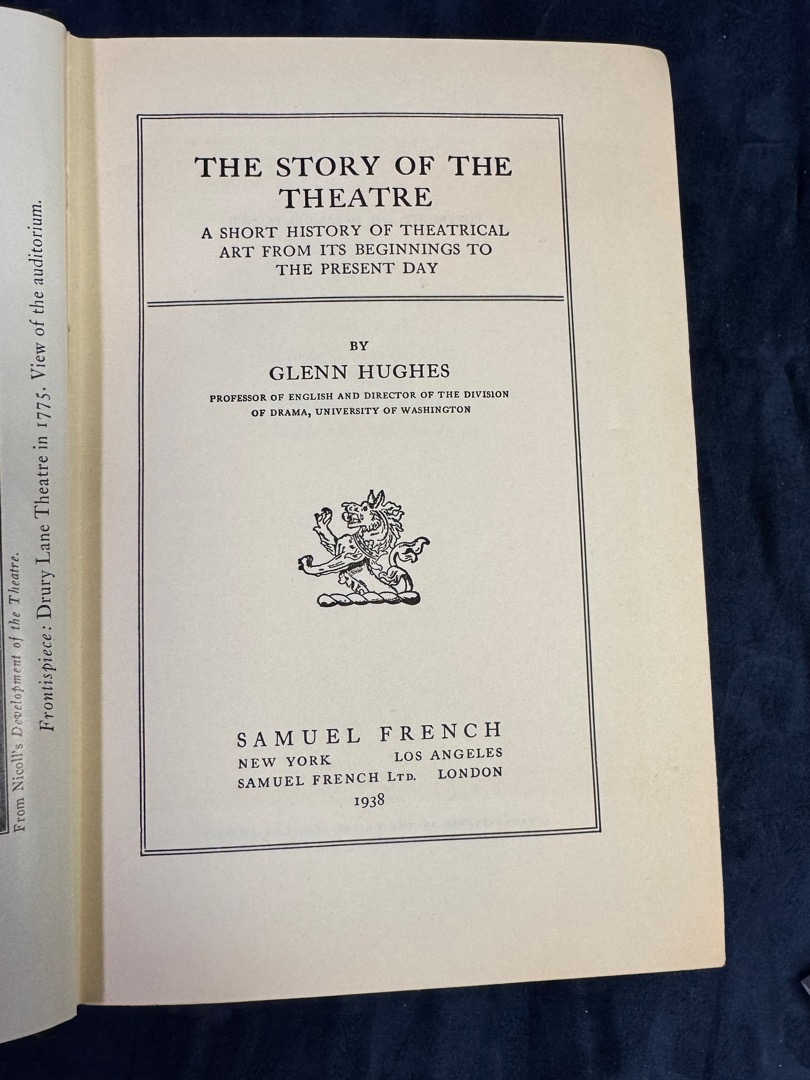 From Nicoll's Development of the Theatre.
Frontispiece: Drury Lane Theatre in 1775. View of the auditorium.
THE STORY OF THE
THEATRE
A SHORT HISTORY OF THEATRICAL
ART FROM ITS BEGINNINGS TO
THE PRESENT DAY
BY
GLENN HUGHES
PROFESSOR OF ENGLISH AND DIRECTOR OF THE DIVISION
OF DRAMA, UNIVERSITY OF WASHINGTON
SAMUEL FRENCH
NEW YORK LOS ANGELES
SAMUEL FRENCH LTD. LONDON
1938